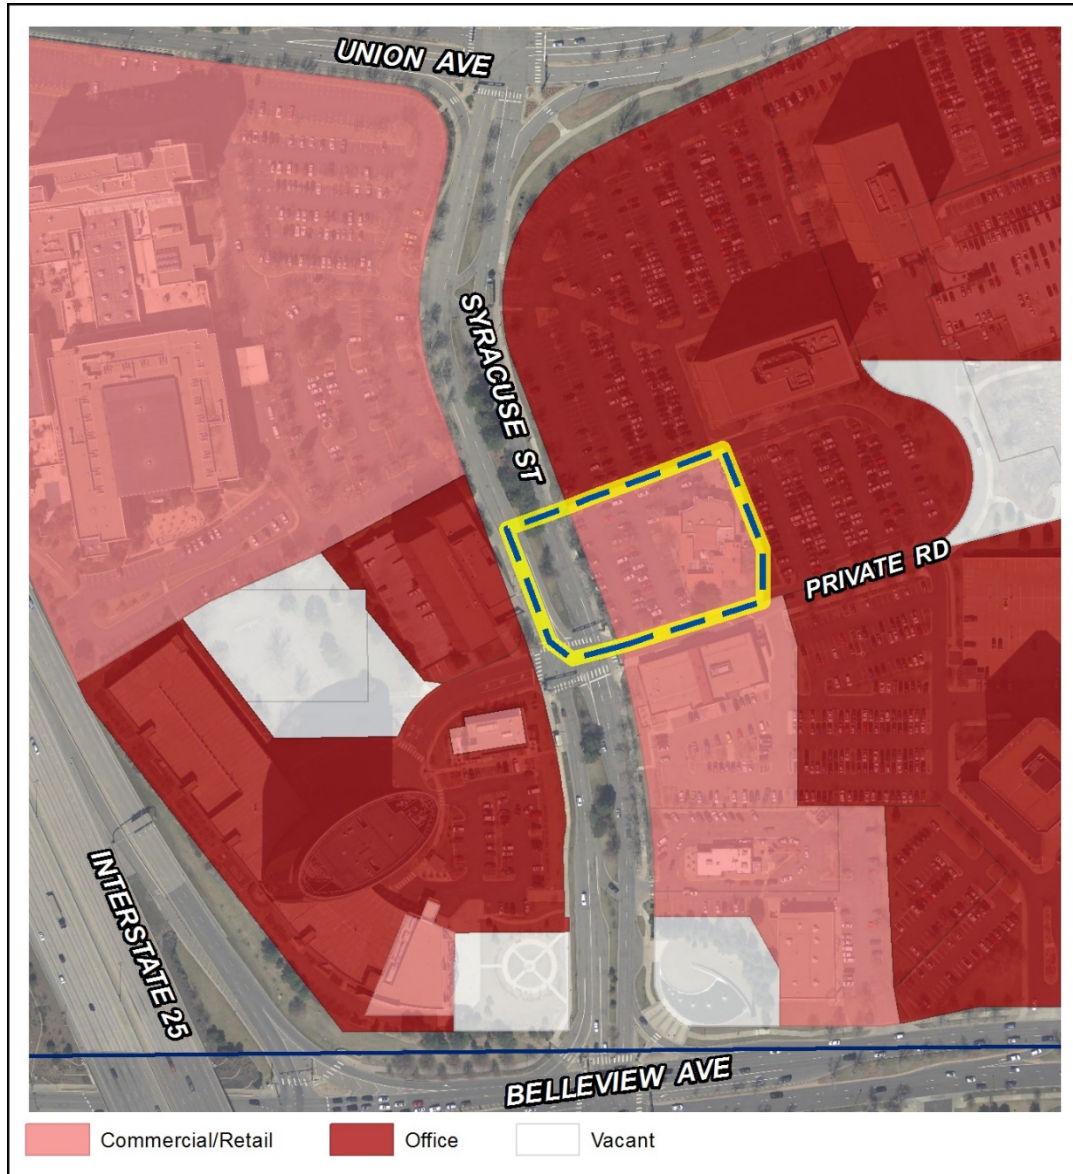 UNION AVE
SYRACUSE ST
PRIVATE RD
INTERSTATE 25
BELLEVIEW AVE
Commercial/Retail
Office
Vacant